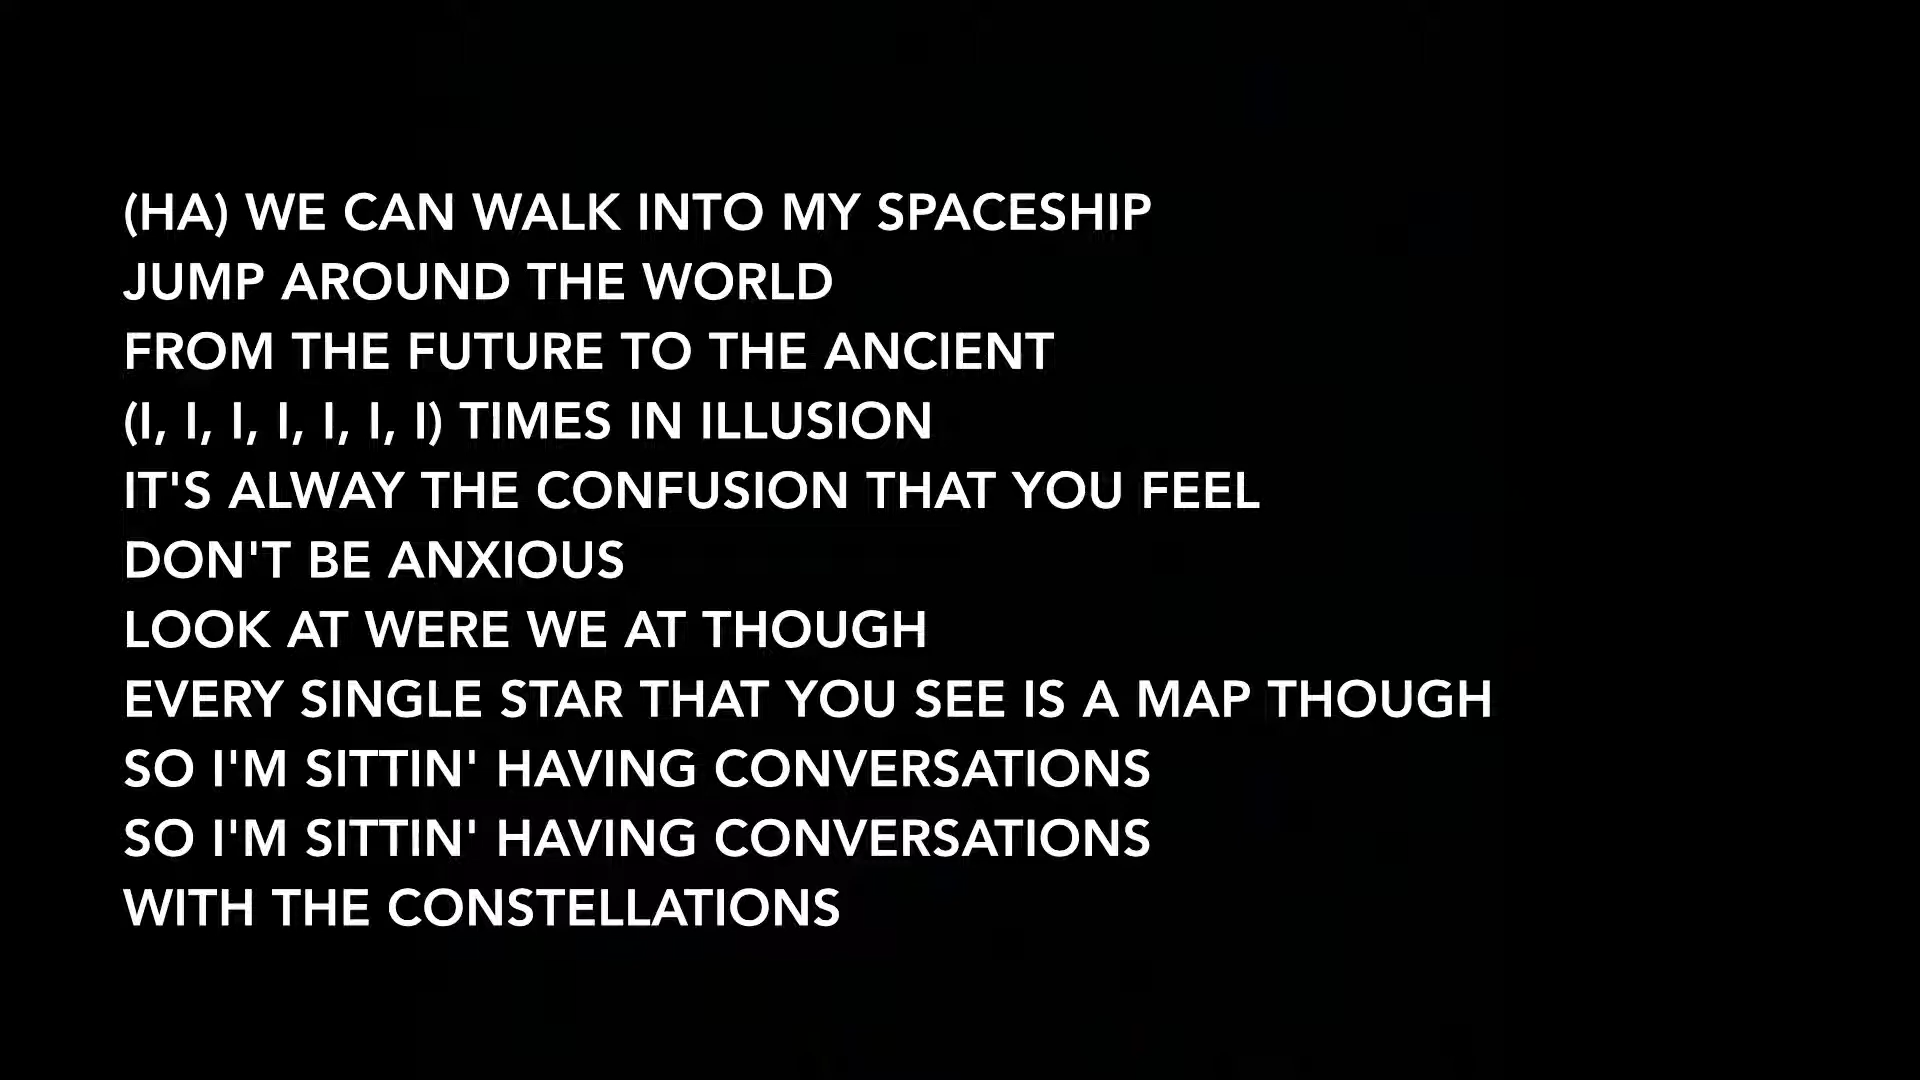 (HA) WE CAN WALK INTO MY SPACESHIP
JUMP AROUND THE WORLD
FROM THE FUTURE TO THE ANCIENT
(I, I, I, I, I, I, I) TIMES IN ILLUSION
IT'S ALWAY THE CONFUSION THAT YOU FEEL
DON'T BE ANXIOUS
LOOK AT WERE WE AT THOUGH
EVERY SINGLE STAR THAT YOU SEE IS A MAP THOUGH
SO I'M SITTIN' HAVING CONVERSATIONS
SO I'M SITTIN' HAVING CONVERSATIONS
WITH THE CONSTELLATIONS